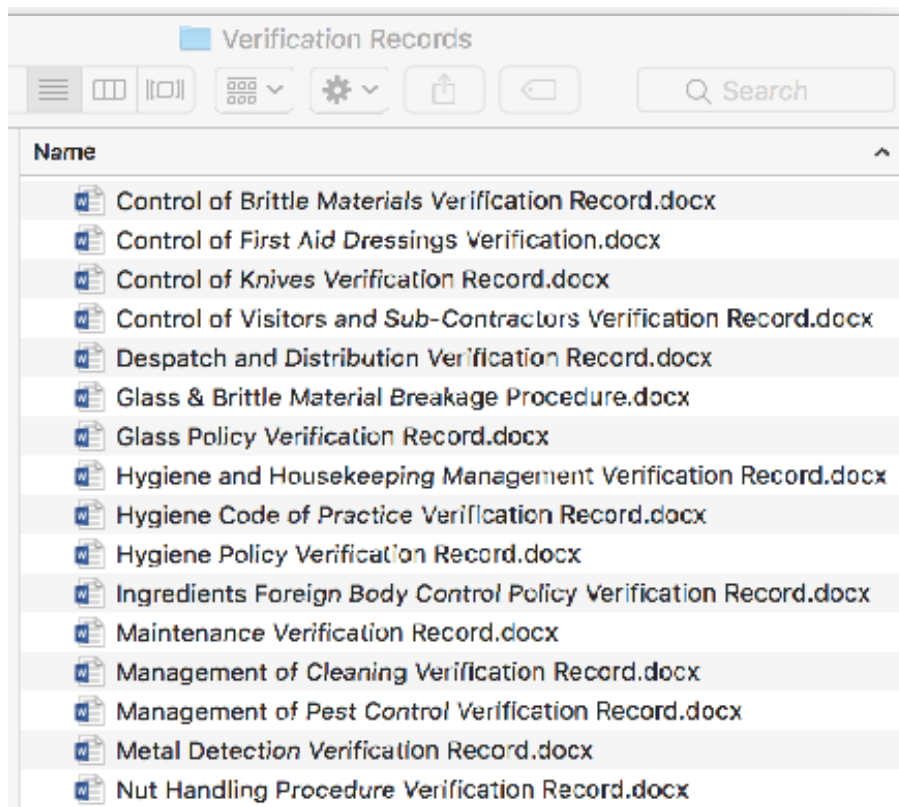 Verification Records
Search
Name
Control of Brittle Materials Verification Record.docx
Control of First Aid Dressings Verification.docx
Control of Knives Verification Record.docx
Control of Visitors and Sub-Contractors Verification Record.docx
Despatch and Distribution Verification Record.docx
Glass & Brittle Material Breakage Procedure.docx
Glass Policy Verification Record.docx
Hygiene and Housekeeping Management Verification Record.docx
Hygiene Code of Practice Verification Record.docx
Hygiene Policy Verification Record.docx
Ingredients Foreign Body Control Policy Verification Record.docx
Maintenance Verification Record.docx
Management of Cleaning Verification Record.docx
Management of Pest Control Verification Record.docx
Metal Detection Verification Record.docx
Nut Handling Procedure Verification Record.docx